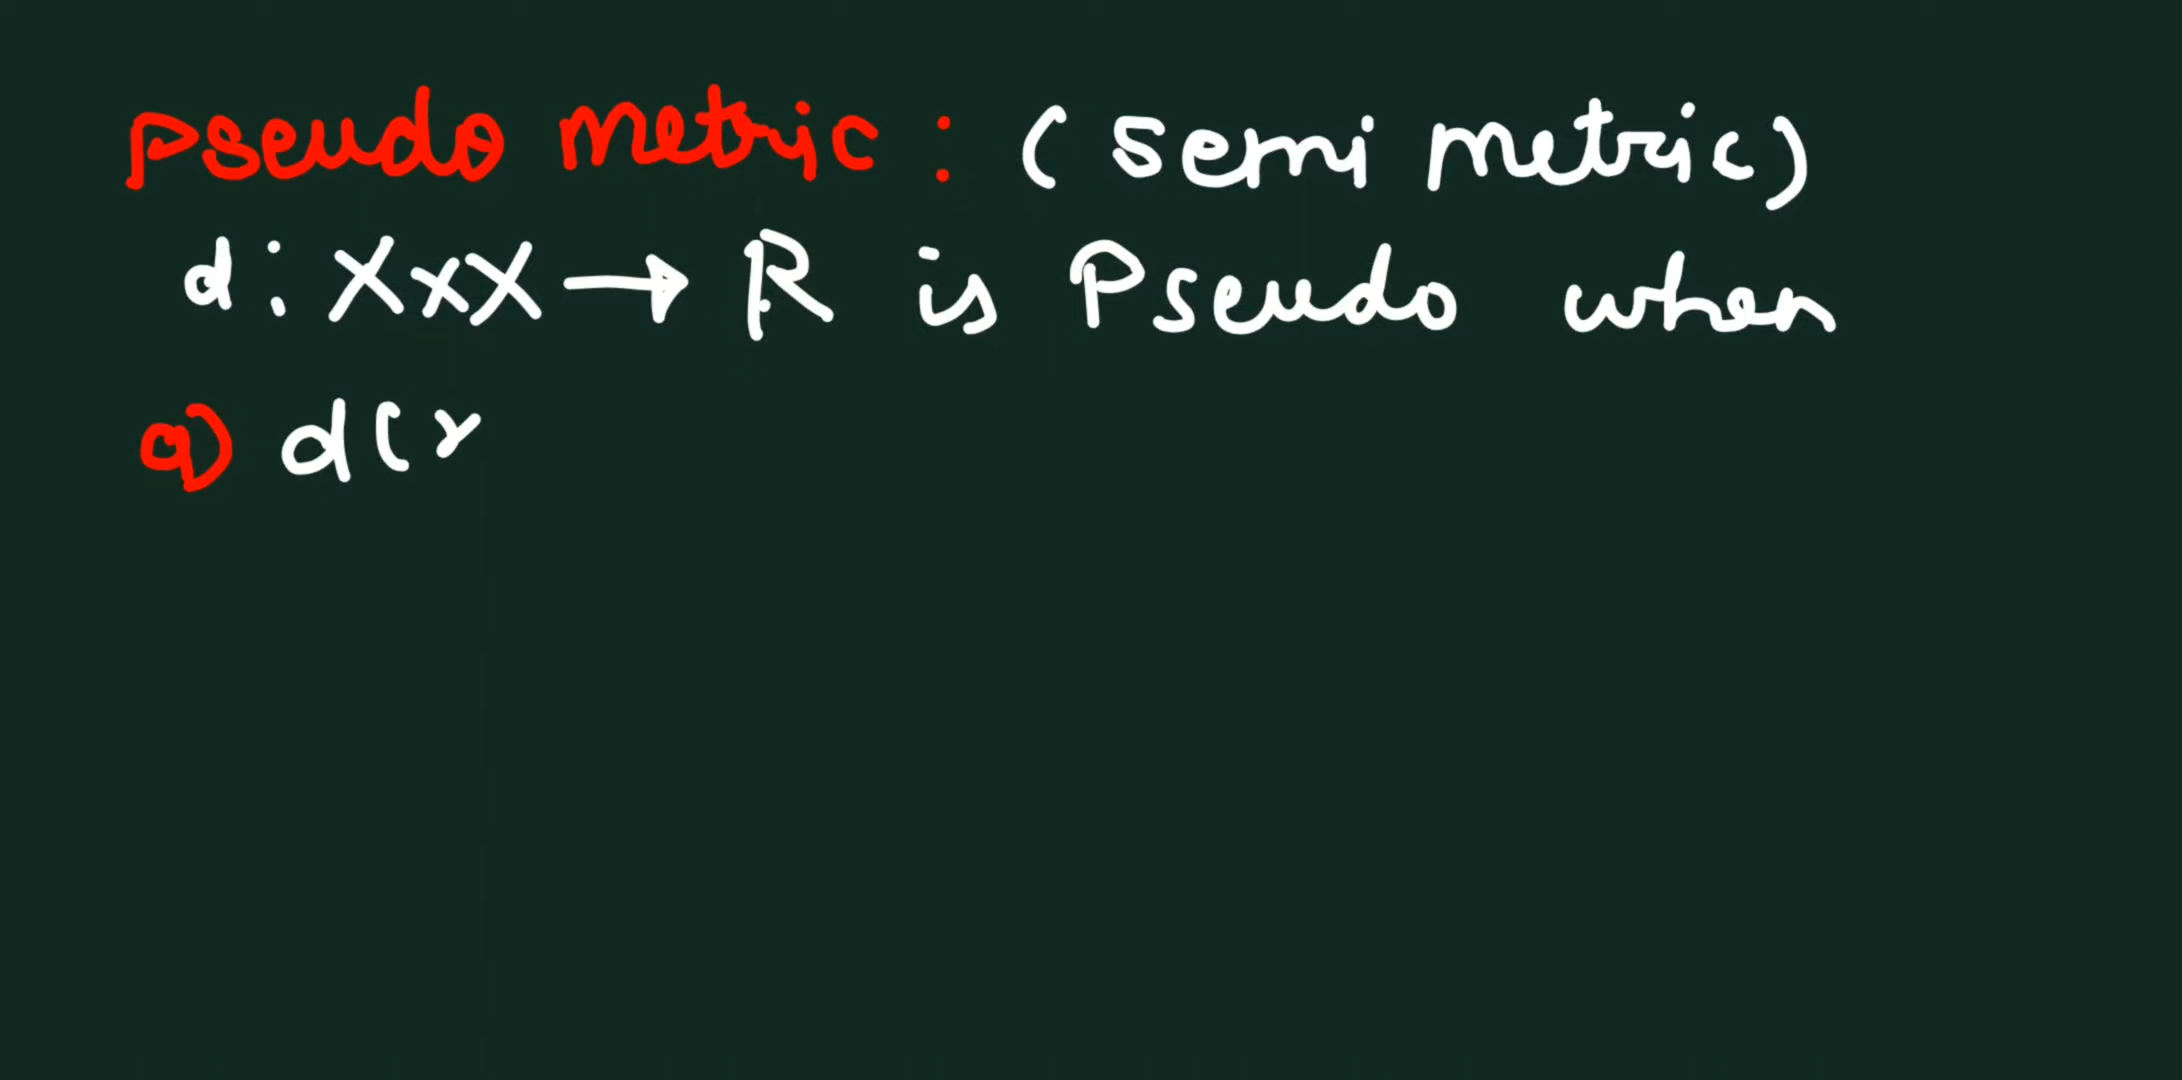 pseudo metric : (semi metric)
d : X×X → ℝ is Pseudo when
a) d(x